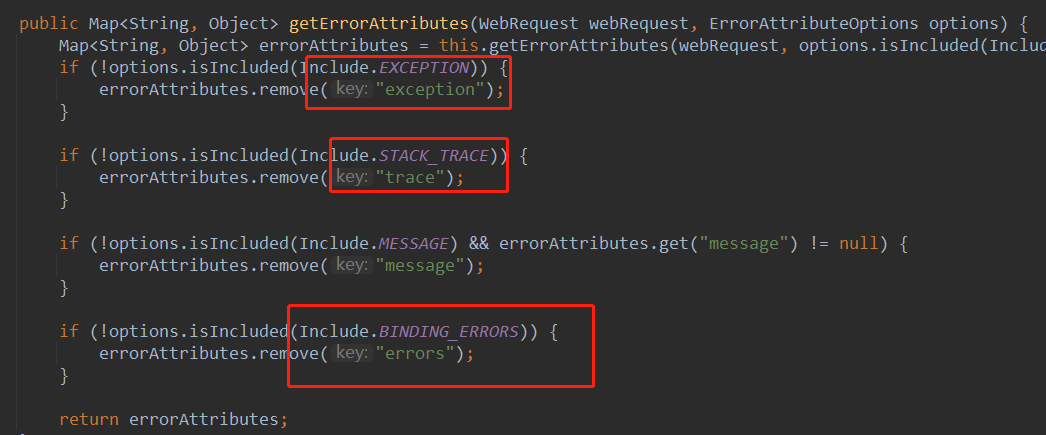 public Map<String, Object> getErrorAttributes(WebRequest webRequest, ErrorAttributeOptions options) {
Map<String, Object> errorAttributes = this.getErrorAttributes(webRequest, options.isIncluded(Inclu
if (!options.isIncluded(Include.EXCEPTION)) {
errorAttributes.remove( key: "exception");
}
if (!options.isIncluded(Include.STACK_TRACE)) {
errorAttributes.remove( key: "trace");
}
if (!options.isIncluded(Include.MESSAGE) && errorAttributes.get("message") != null) {
errorAttributes.remove( key: "message");
}
if (!options.isIncluded(Include.BINDING_ERRORS)) {
errorAttributes.remove( key: "errors");
}
return errorAttributes;